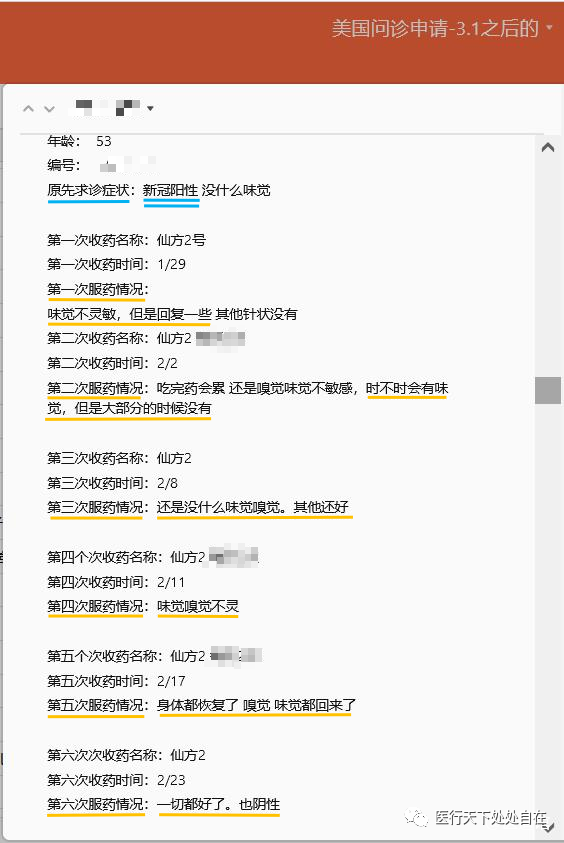 美国问诊申请-3.1之后的
年龄： 53
编号：
原先求诊症状：新冠阳性 没什么味觉
第一次收药名称：仙方2号
第一次收药时间：1/29
第一次服药情况：
味觉不灵敏，但是回复一些 其他针状没有
第二次收药名称：仙方2
第二次收药时间：2/2
第二次服药情况：吃完药会累 还是嗅觉味觉不敏感，时不时会有味
觉，但是大部分的时候没有
第三次收药名称：仙方2
第三次收药时间：2/8
第三次服药情况：还是没什么味觉嗅觉。其他还好
第四个次收药名称：仙方2
第四次收药时间：2/11
第四次服药情况：味觉嗅觉不灵
第五个次收药名称：仙方2
第五次收药时间：2/17
第五次服药情况：身体都恢复了 嗅觉 味觉都回来了
第六次次收药名称：仙方2
第六次收药时间：2/23
第六次服药情况：一切都好了。也阴性
医行天下处处自在